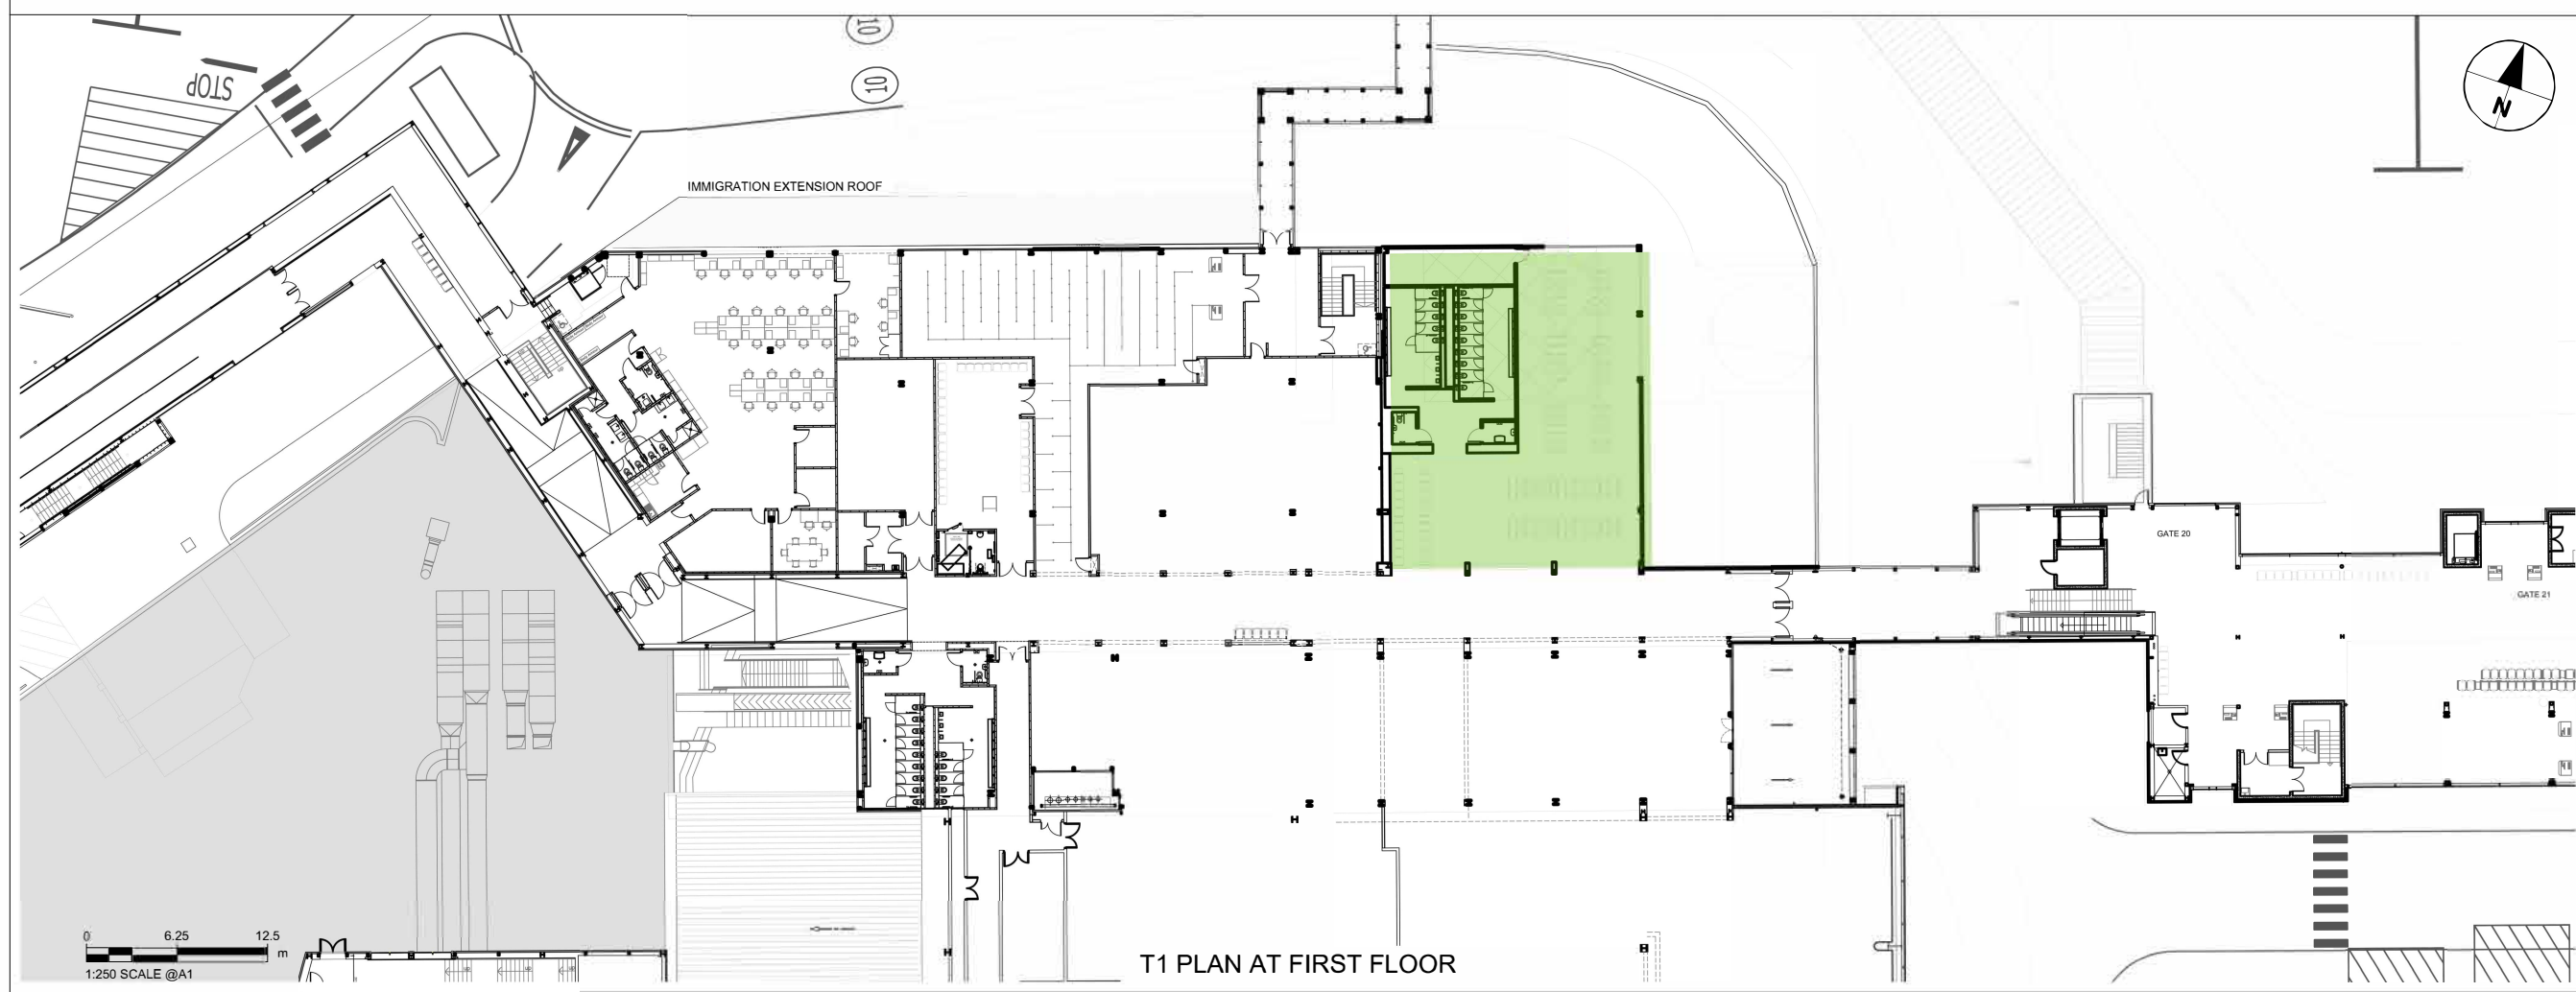 10
10
STOP
N
IMMIGRATION EXTENSION ROOF
GATE 20
GATE 21
0 6.25 12.5
m
1:250 SCALE @A1
T1 PLAN AT FIRST FLOOR